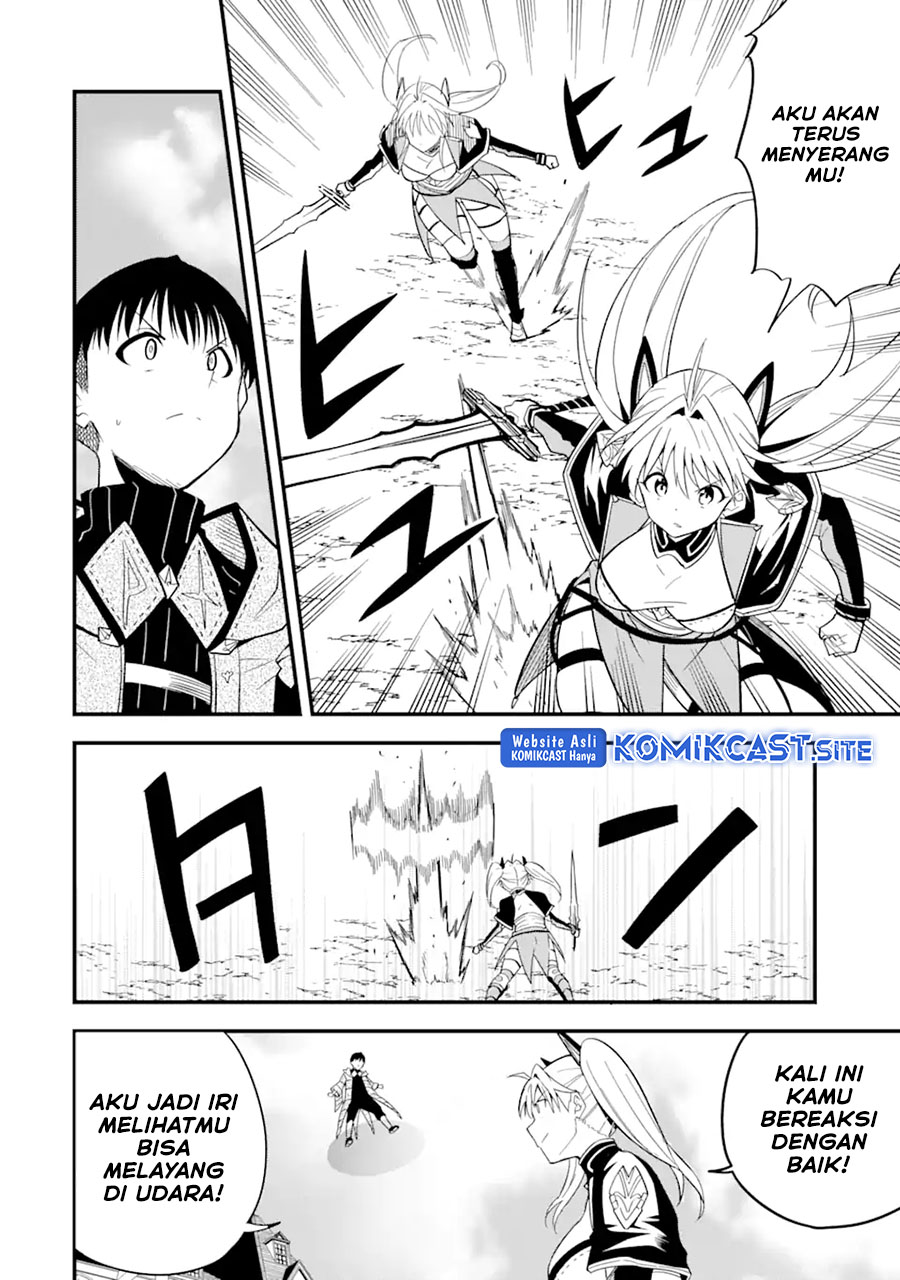 AKU AKAN
TERUS
MENYERANG
MU!
ヒュ
ヒュ
Website Asli
KOMIKCAST Hanya
KOMIKCAST.SITE
タン
KALI INI
KAMU
BEREAKSI
DENGAN
BAIK!
AKU JADI IRI
MELIHATMU
BISA
MELAYANG
DI UDARA!